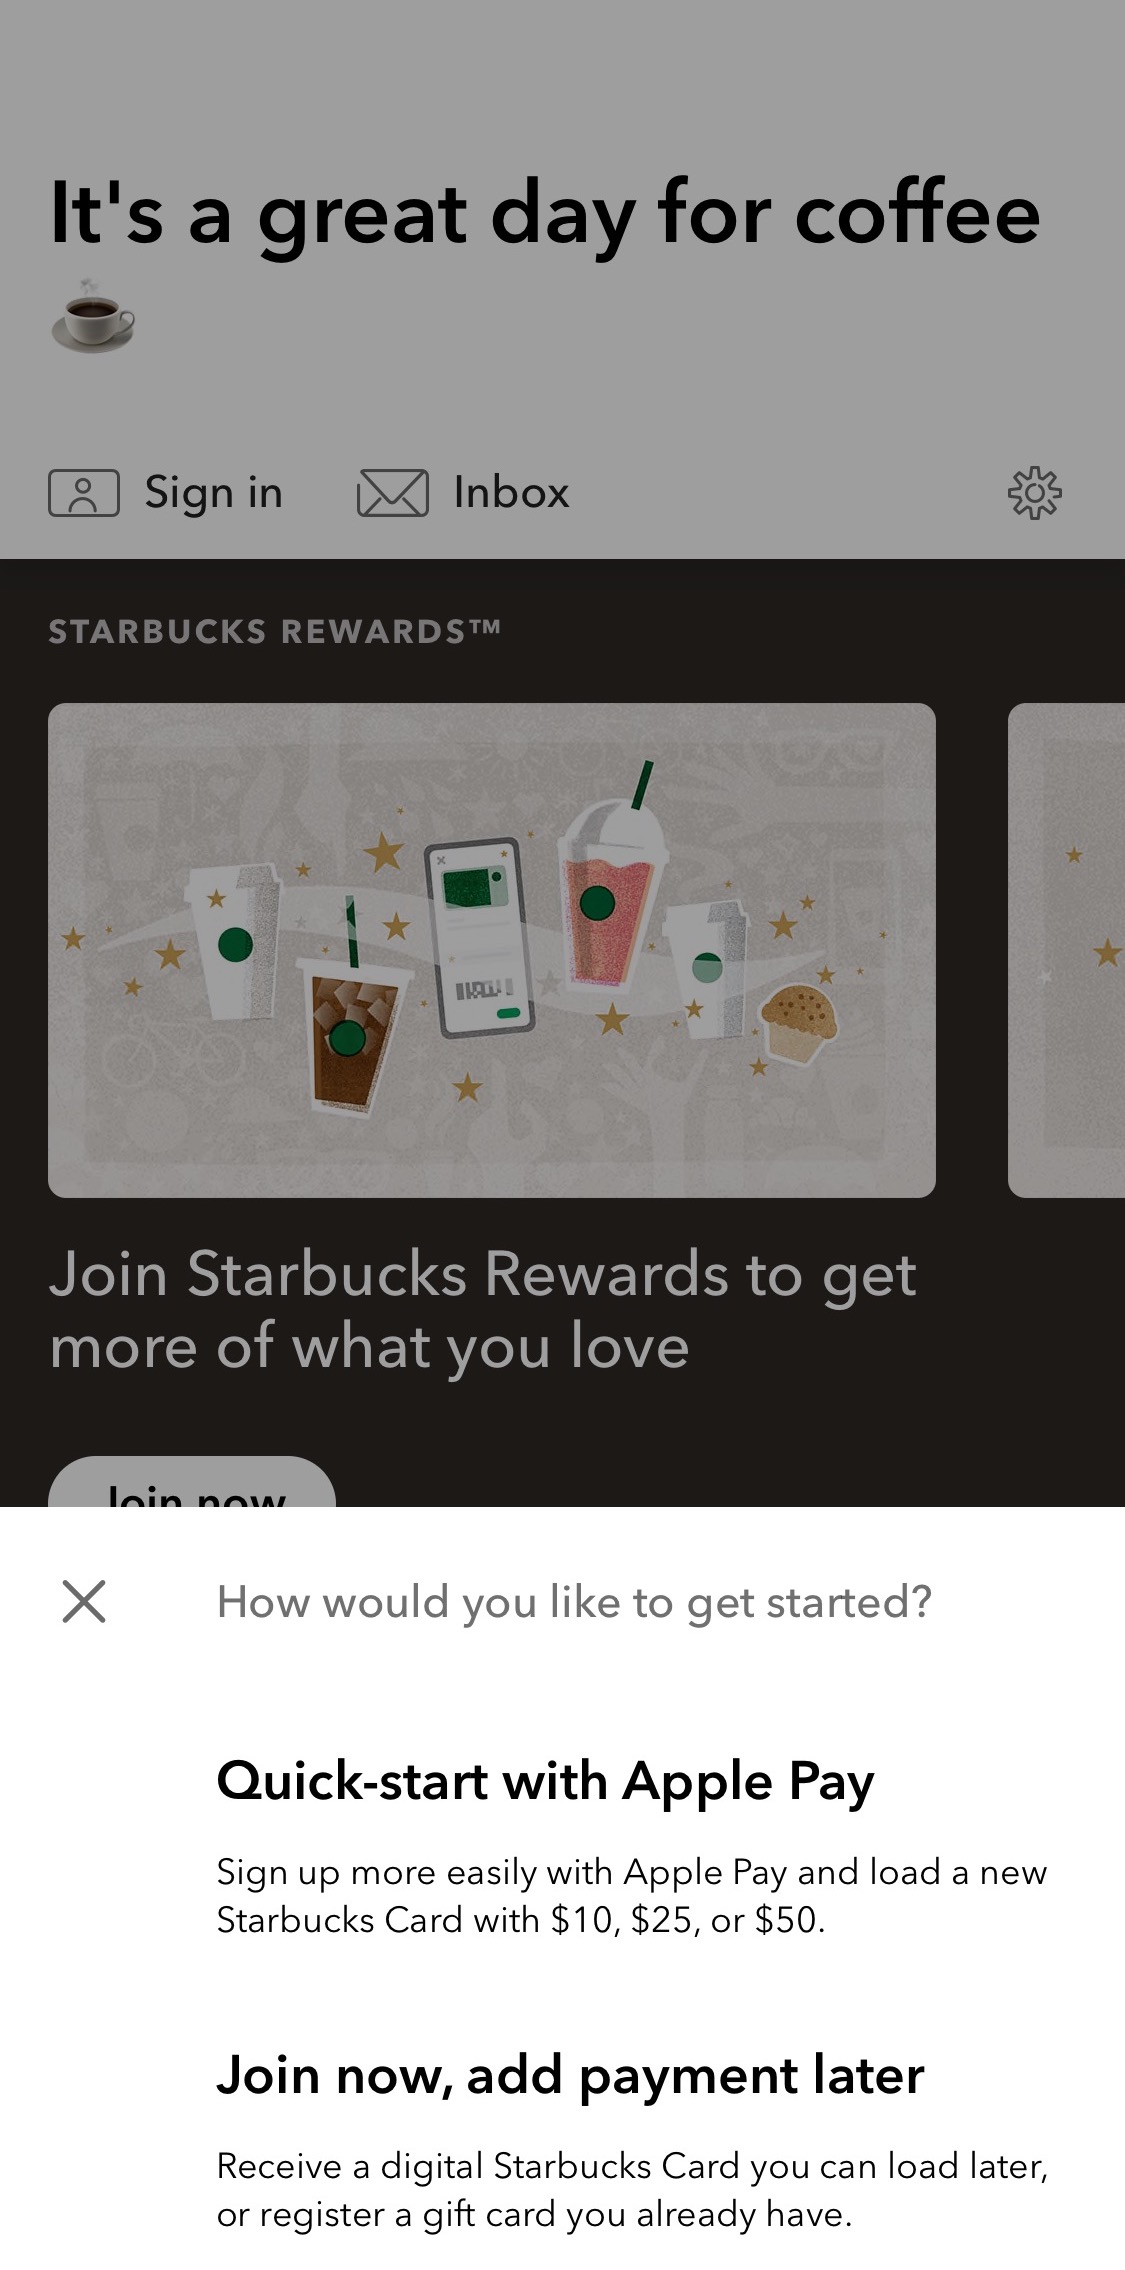 It's a great day for coffee
☕
Sign in
Inbox
STARBUCKS REWARDS™
Join Starbucks Rewards to get
more of what you love
Join now
How would you like to get started?
Quick-start with Apple Pay
Sign up more easily with Apple Pay and load a new
Starbucks Card with $10, $25, or $50.
Join now, add payment later
Receive a digital Starbucks Card you can load later,
or register a gift card you already have.